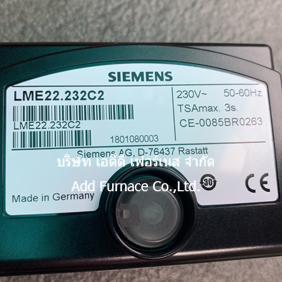 SIEMENS
LME22.232C2
230V~ 50-60Hz
TSAmax. 3s.
LME22.232C2
CE-0085BR0263
1801080003
บริษัท เอดดี เฟอร์เนส จำกัด
Siemens AG, D-76437 Rastatt
Add Furnace Co.,Ltd.
Made in Germany